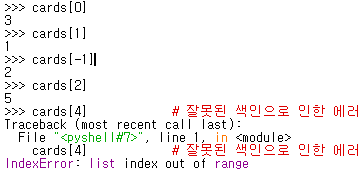 >>> cards[0]
3
>>> cards[1]
1
>>> cards[-1]
2
>>> cards[2]
5
>>> cards[4]            # 잘못된 색인으로 인한 에러
Traceback (most recent call last):
  File "<pyshell#7>", line 1, in <module>
    cards[4]            # 잘못된 색인으로 인한 에러
IndexError: list index out of range